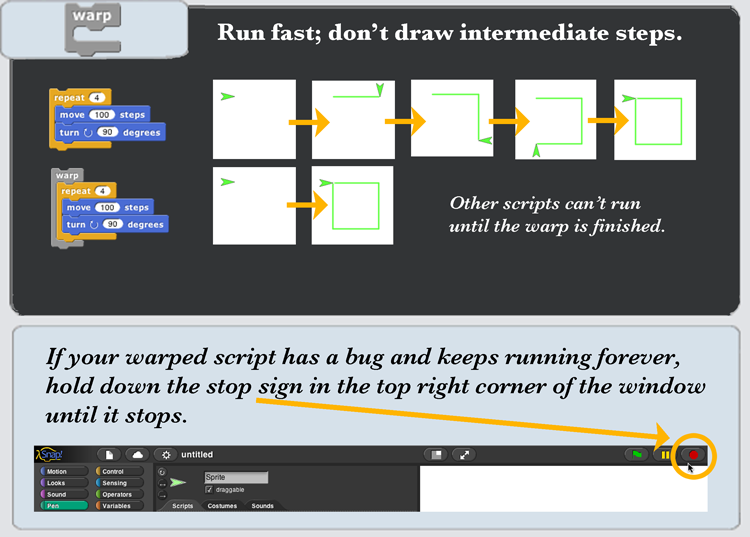 warp
Run fast; don't draw intermediate steps.
repeat 4
move 100 steps
turn 90 degrees
warp
repeat 4
move 100 steps
turn 90 degrees
Other scripts can't run
until the warp is finished.
If your warped script has a bug and keeps running forever,
hold down the stop sign in the top right corner of the window
until it stops.
Snap! untitled
Motion Control
Looks Sensing
Sound Operators
Pen Variables
Sprite
draggable
Scripts Costumes Sounds